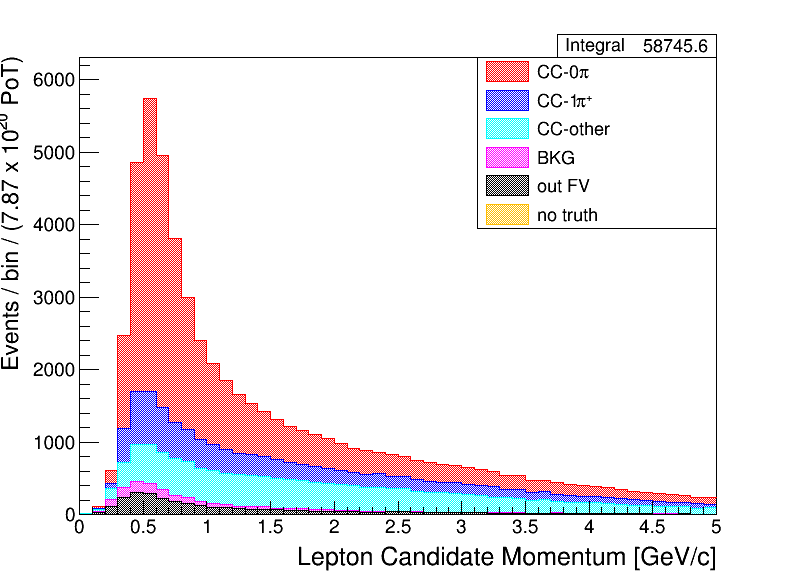 Integral 58745.6
CC-0π
CC-1π⁺
CC-other
BKG
out FV
no truth
Events / bin / (7.87 x 10²⁰ PoT)
6000
5000
4000
3000
2000
1000
0
0 0.5 1 1.5 2 2.5 3 3.5 4 4.5 5
Lepton Candidate Momentum [GeV/c]